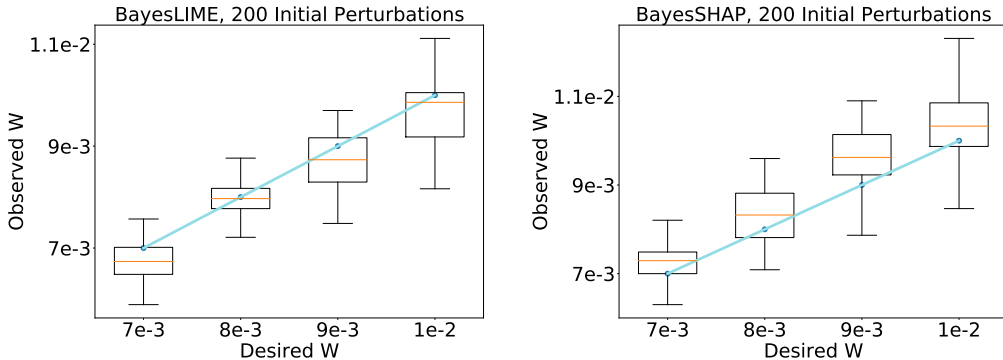 BayesLIME, 200 Initial Perturbations
1.1e-2
9e-3
7e-3
Observed W
7e-3 8e-3 9e-3 1e-2
Desired W
BayesSHAP, 200 Initial Perturbations
1.1e-2
9e-3
7e-3
Observed W
7e-3 8e-3 9e-3 1e-2
Desired W